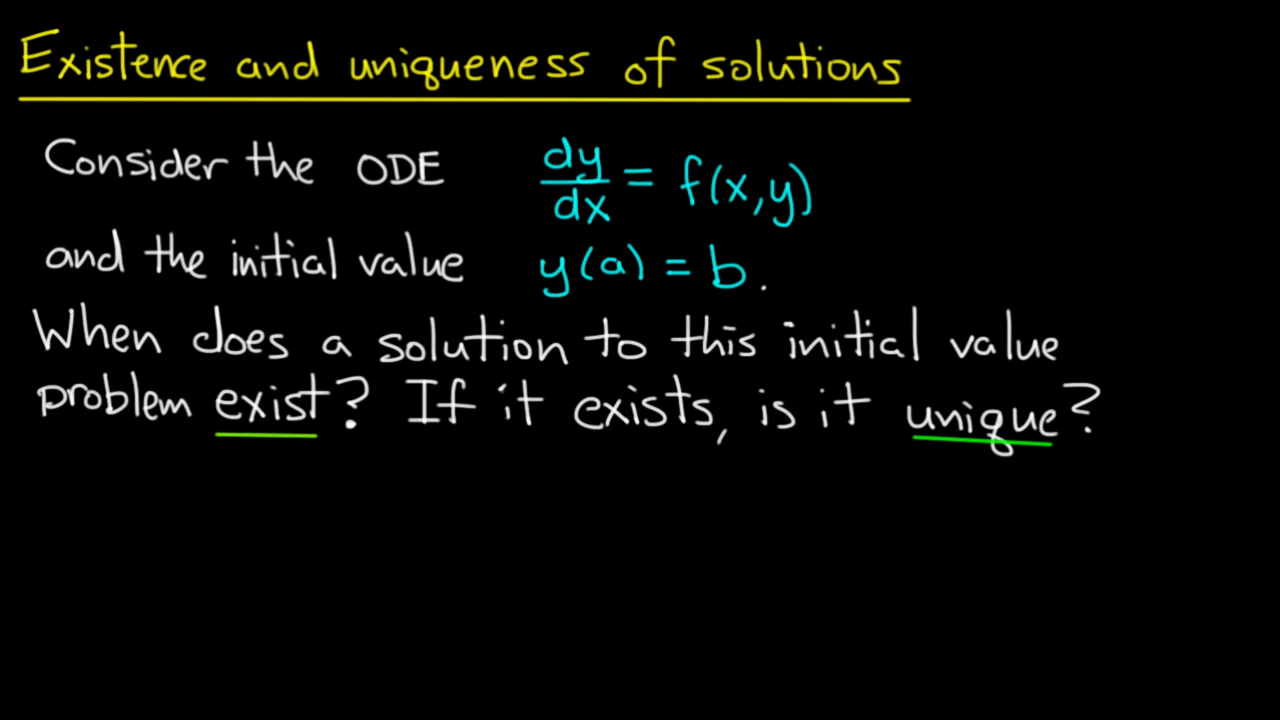 Existence and uniqueness of solutions
Consider the ODE dy/dx = f(x,y)
and the initial value y(a) = b.
When does a solution to this initial value
problem exist? If it exists, is it unique?